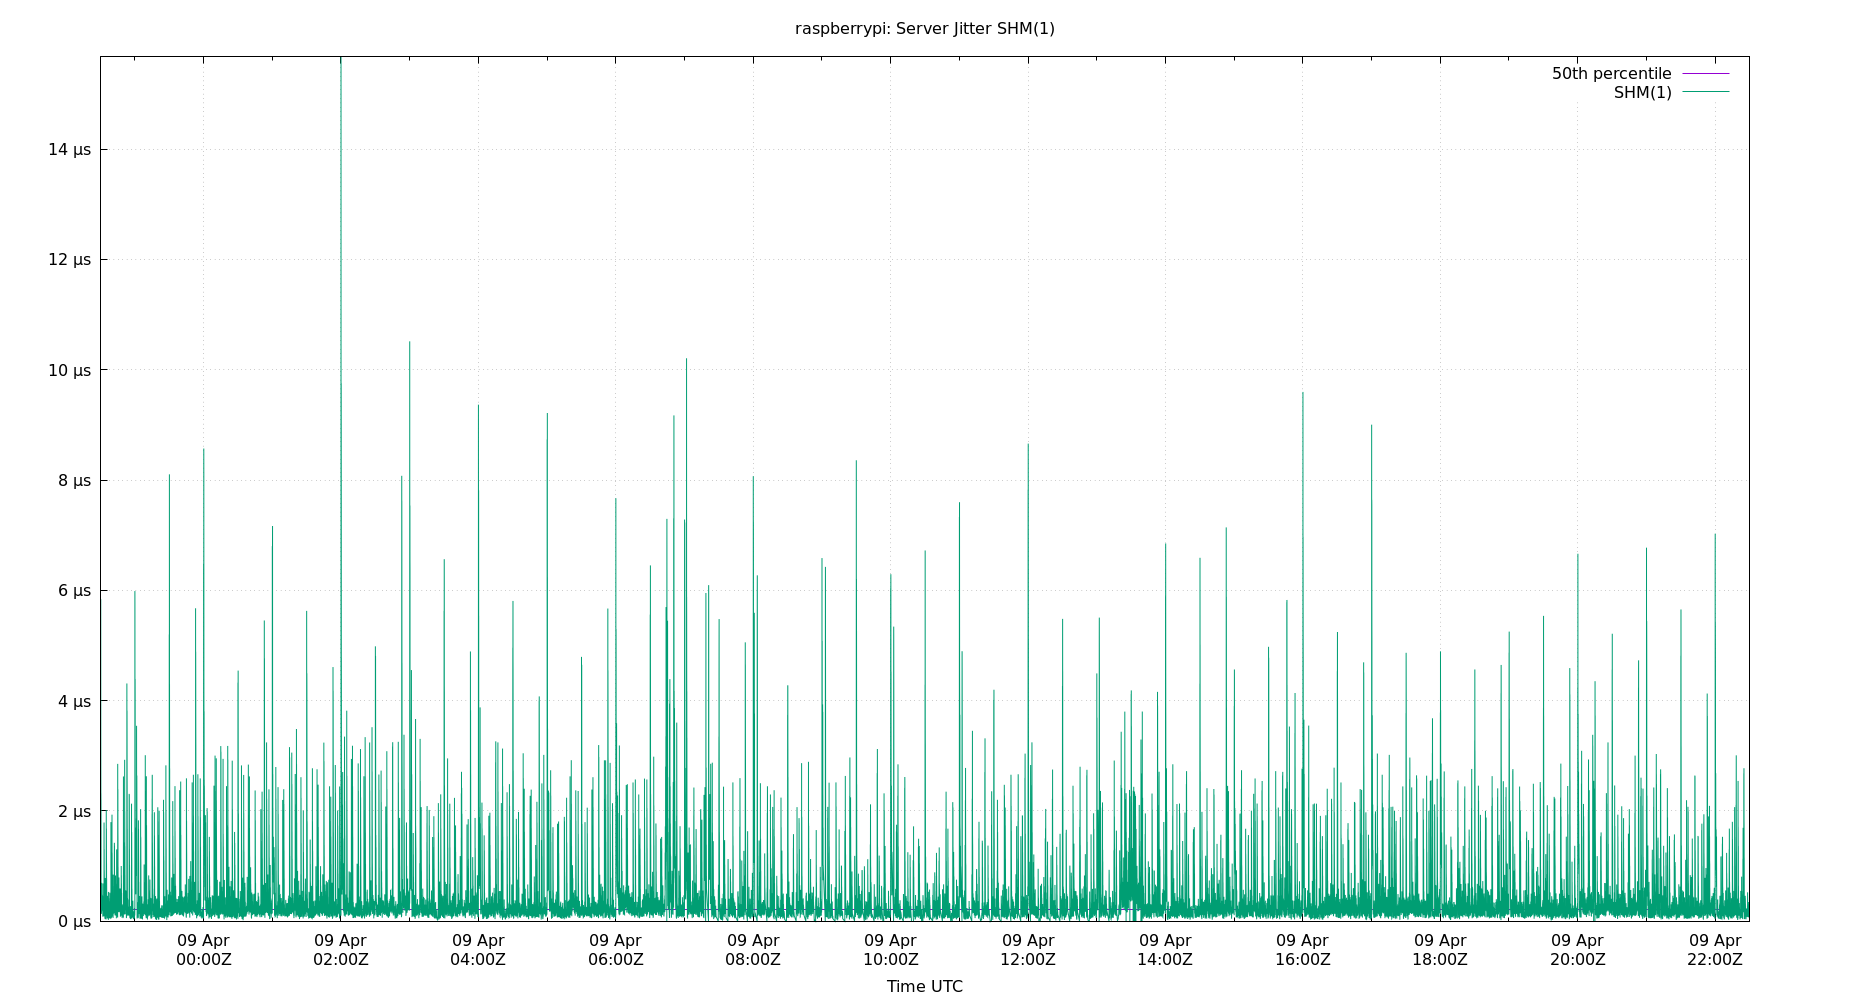 raspberrypi: Server Jitter SHM(1)
50th percentile
SHM(1)
14 µs
12 µs
10 µs
8 µs
6 µs
4 µs
2 µs
0 µs
09 Apr 09 Apr 09 Apr 09 Apr 09 Apr 09 Apr 09 Apr 09 Apr 09 Apr 09 Apr 09 Apr 09 Apr
00:00Z 02:00Z 04:00Z 06:00Z 08:00Z 10:00Z 12:00Z 14:00Z 16:00Z 18:00Z 20:00Z 22:00Z
Time UTC